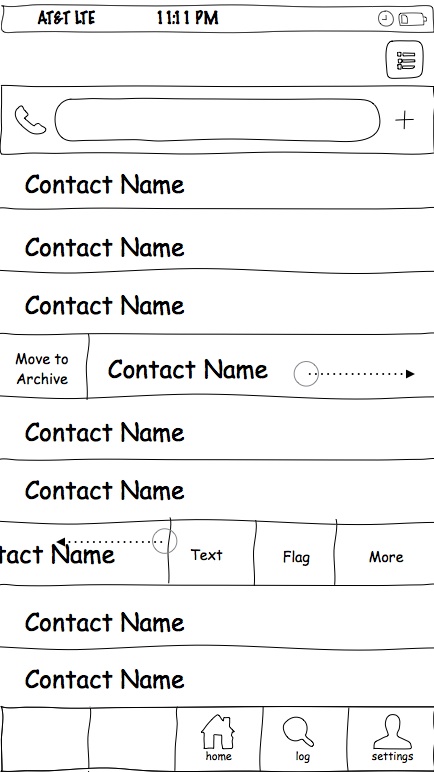 AT&T LTE 11:11 PM
Contact Name
Contact Name
Contact Name
Move to
Archive
Contact Name
Contact Name
Contact Name
tact Name
Text
Flag
More
Contact Name
Contact Name
home
log
settings